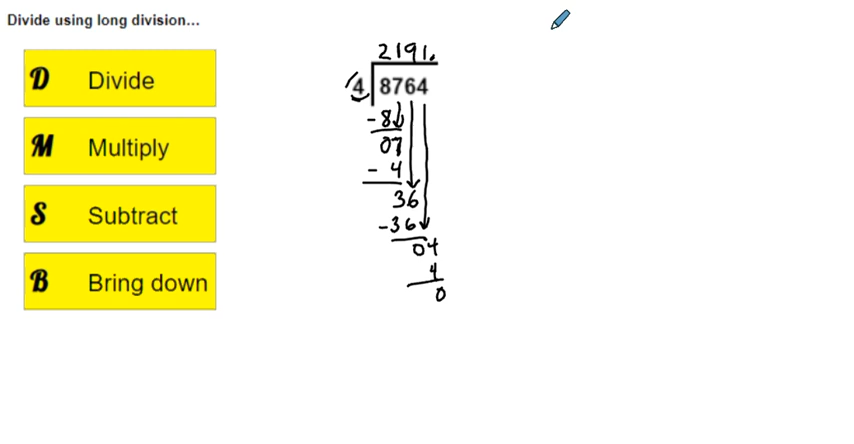 Divide using long division...
D Divide
M Multiply
S Subtract
B Bring down
2191.
4 8764
-8
07
- 4
36
-36
04
4
0